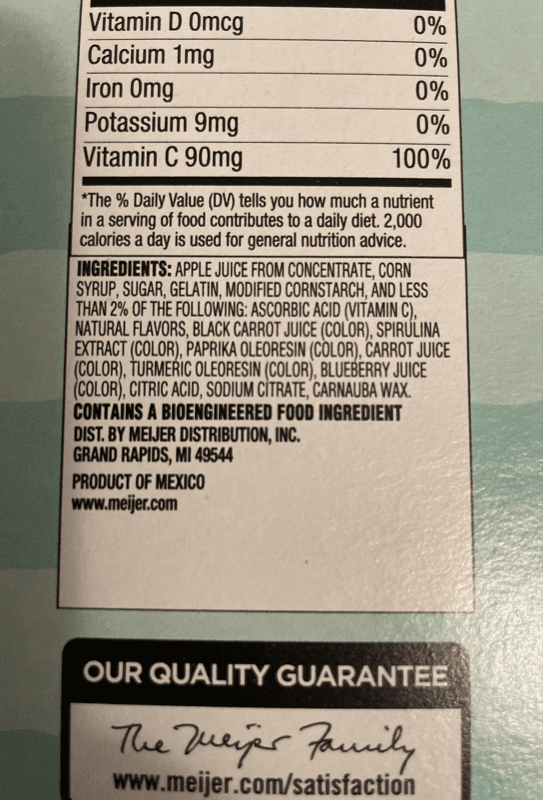 Vitamin D 0mcg 0%
Calcium 1mg 0%
Iron 0mg 0%
Potassium 9mg 0%
Vitamin C 90mg 100%
*The % Daily Value (DV) tells you how much a nutrient
in a serving of food contributes to a daily diet. 2,000
calories a day is used for general nutrition advice.
INGREDIENTS: APPLE JUICE FROM CONCENTRATE, CORN
SYRUP, SUGAR, GELATIN, MODIFIED CORNSTARCH, AND LESS
THAN 2% OF THE FOLLOWING: ASCORBIC ACID (VITAMIN C),
NATURAL FLAVORS, BLACK CARROT JUICE (COLOR), SPIRULINA
EXTRACT (COLOR), PAPRIKA OLEORESIN (COLOR), CARROT JUICE
(COLOR), TURMERIC OLEORESIN (COLOR), BLUEBERRY JUICE
(COLOR), CITRIC ACID, SODIUM CITRATE, CARNAUBA WAX.
CONTAINS A BIOENGINEERED FOOD INGREDIENT
DIST. BY MEIJER DISTRIBUTION, INC.
GRAND RAPIDS, MI 49544
PRODUCT OF MEXICO
www.meijer.com
OUR QUALITY GUARANTEE
The Meijer Family
www.meijer.com/satisfaction